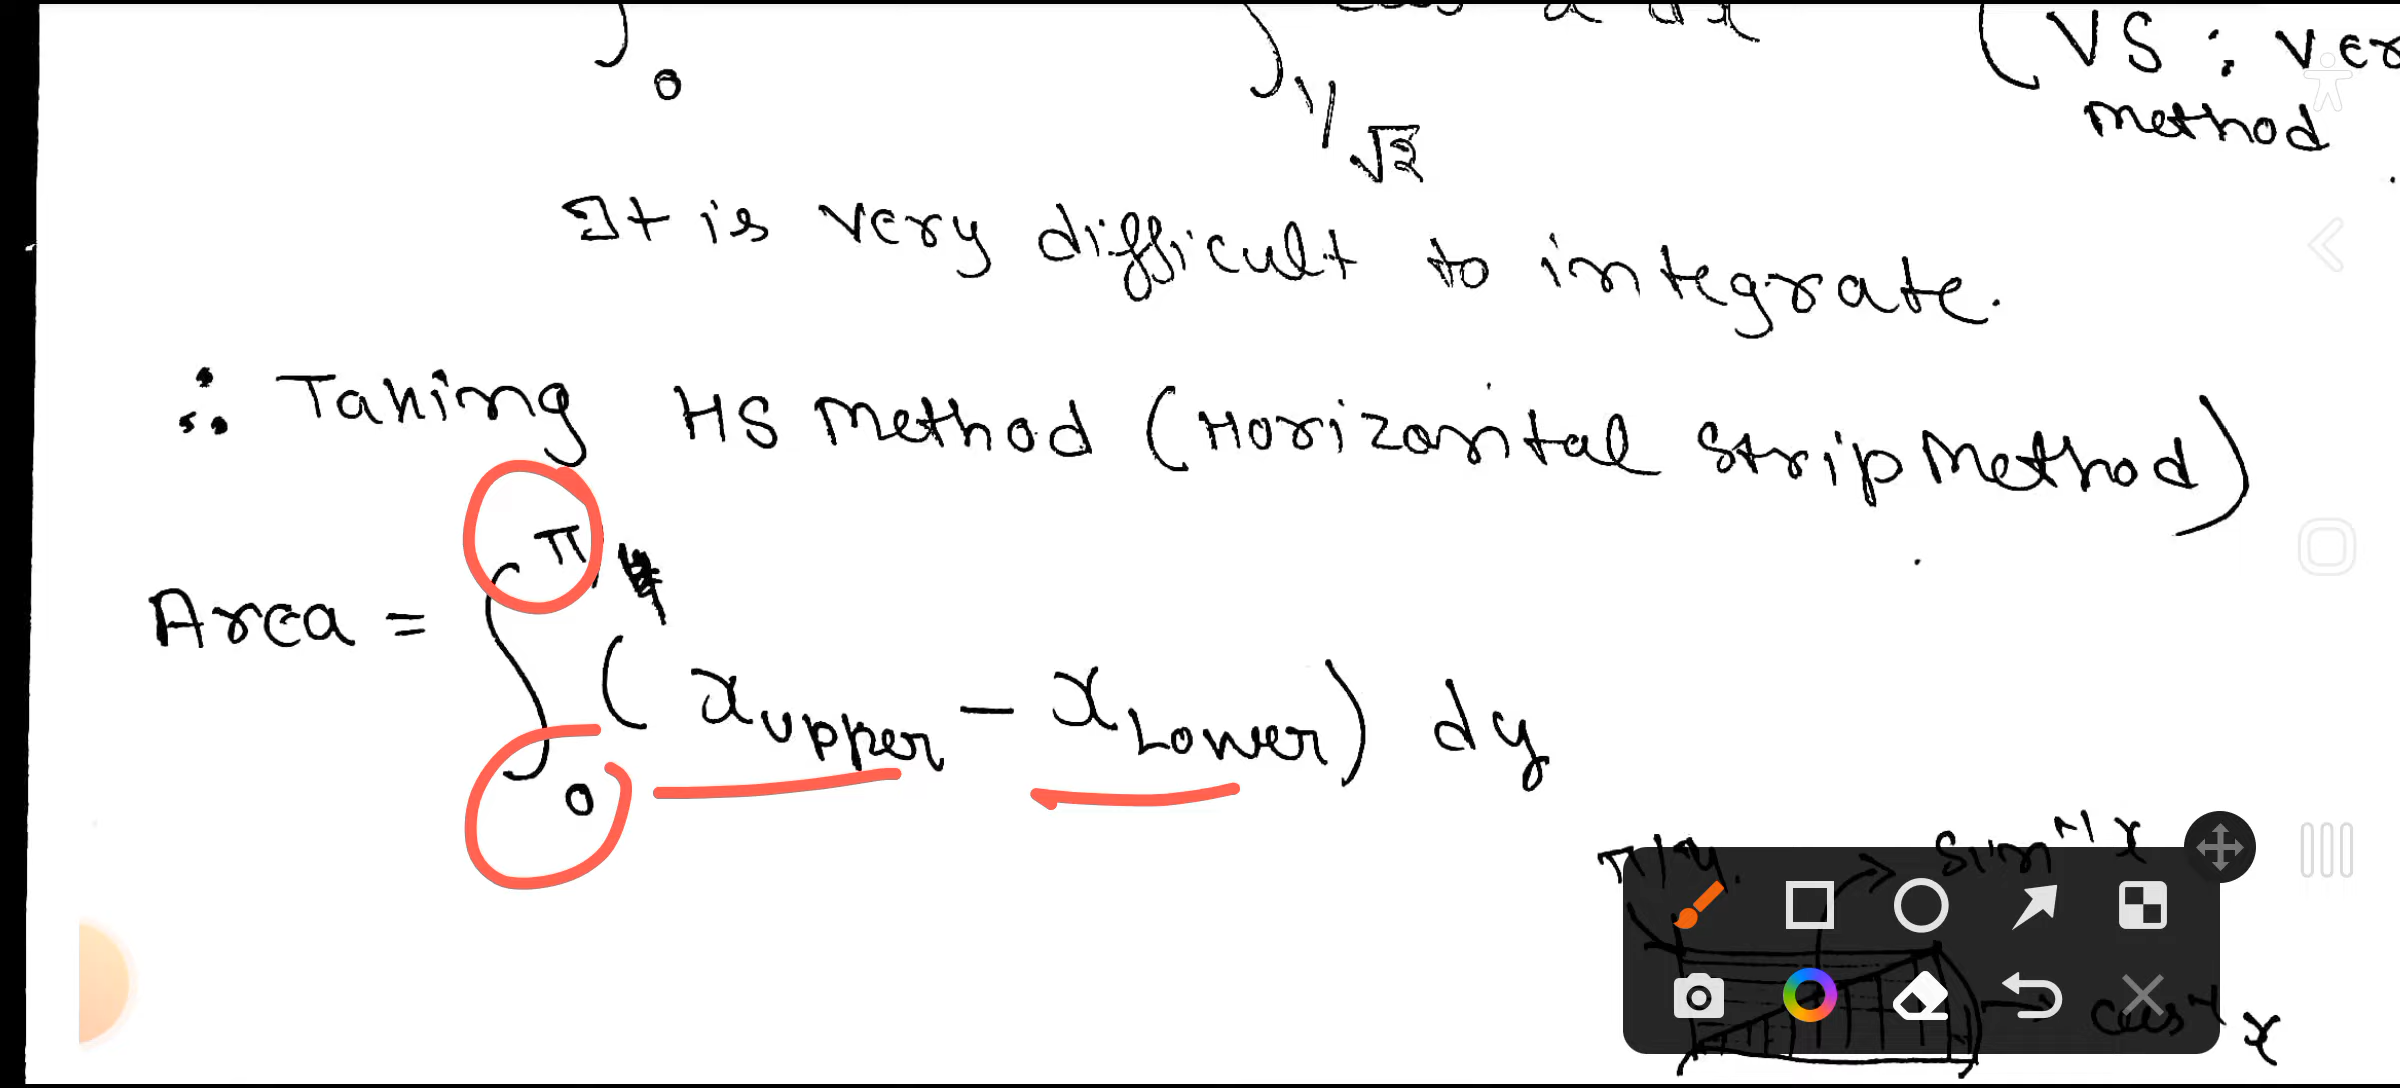 0
1/√2
(VS : ver
method
It is very difficult to integrate.
∴ Taking HS Method (Horizontal Strip Method)
Area = ∫ π/4 0 (x Upper − x Lower) dy
π/4
sin⁻¹ x
cos⁻¹ x